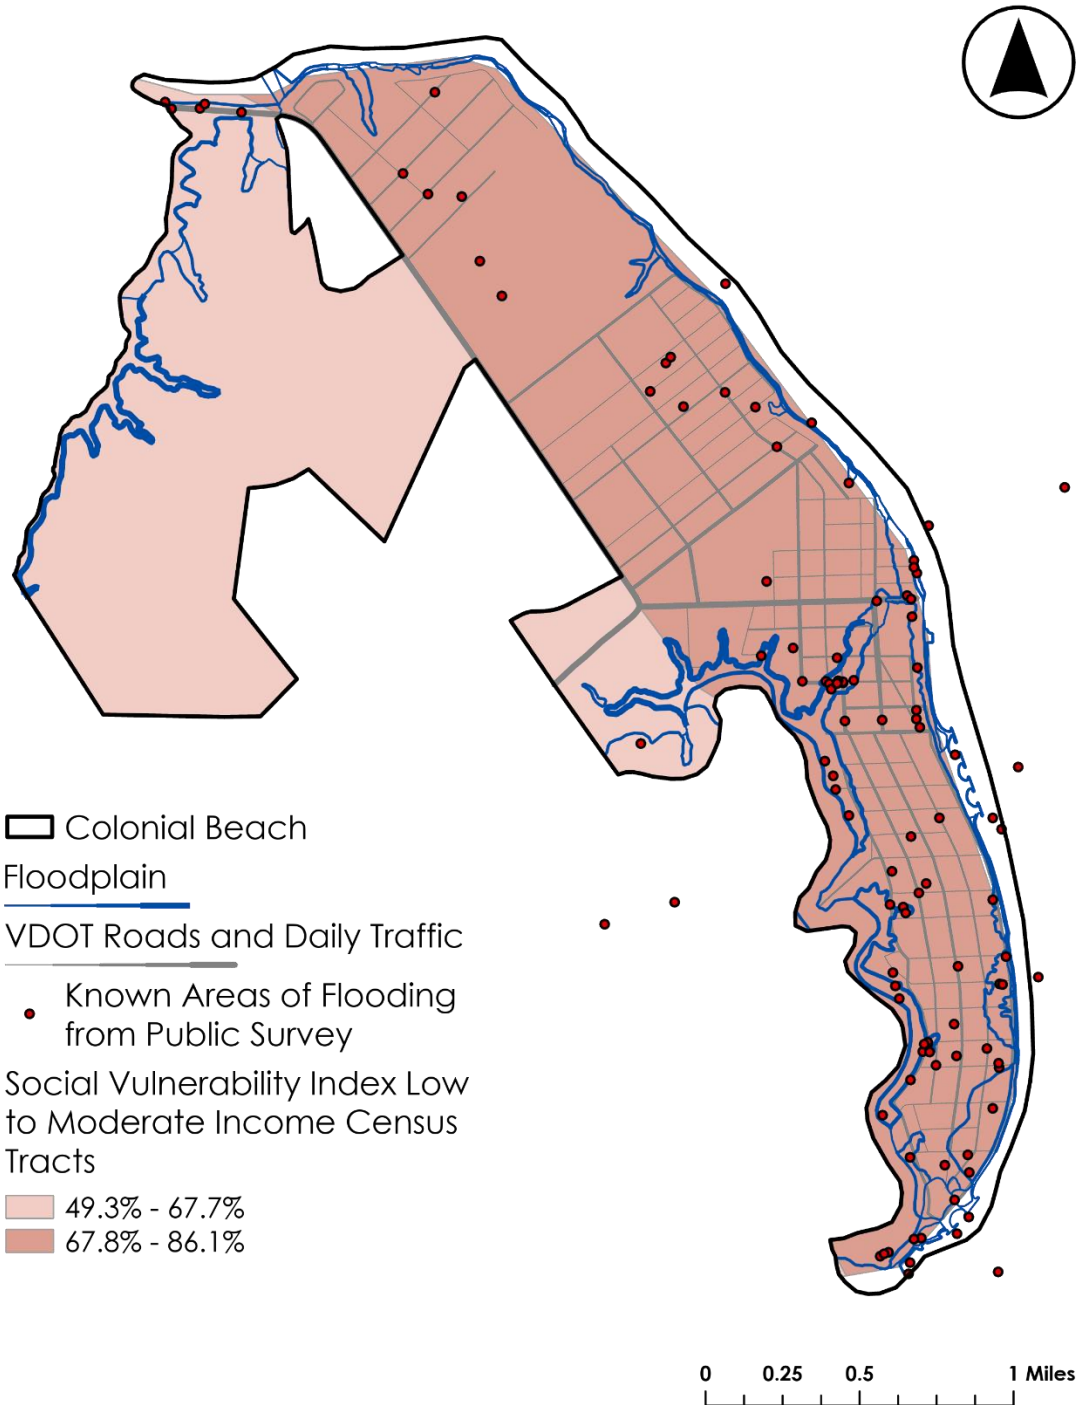 Colonial Beach
Floodplain
VDOT Roads and Daily Traffic
Known Areas of Flooding
from Public Survey
Social Vulnerability Index Low
to Moderate Income Census
Tracts
49.3% - 67.7%
67.8% - 86.1%
0 0.25 0.5 1 Miles